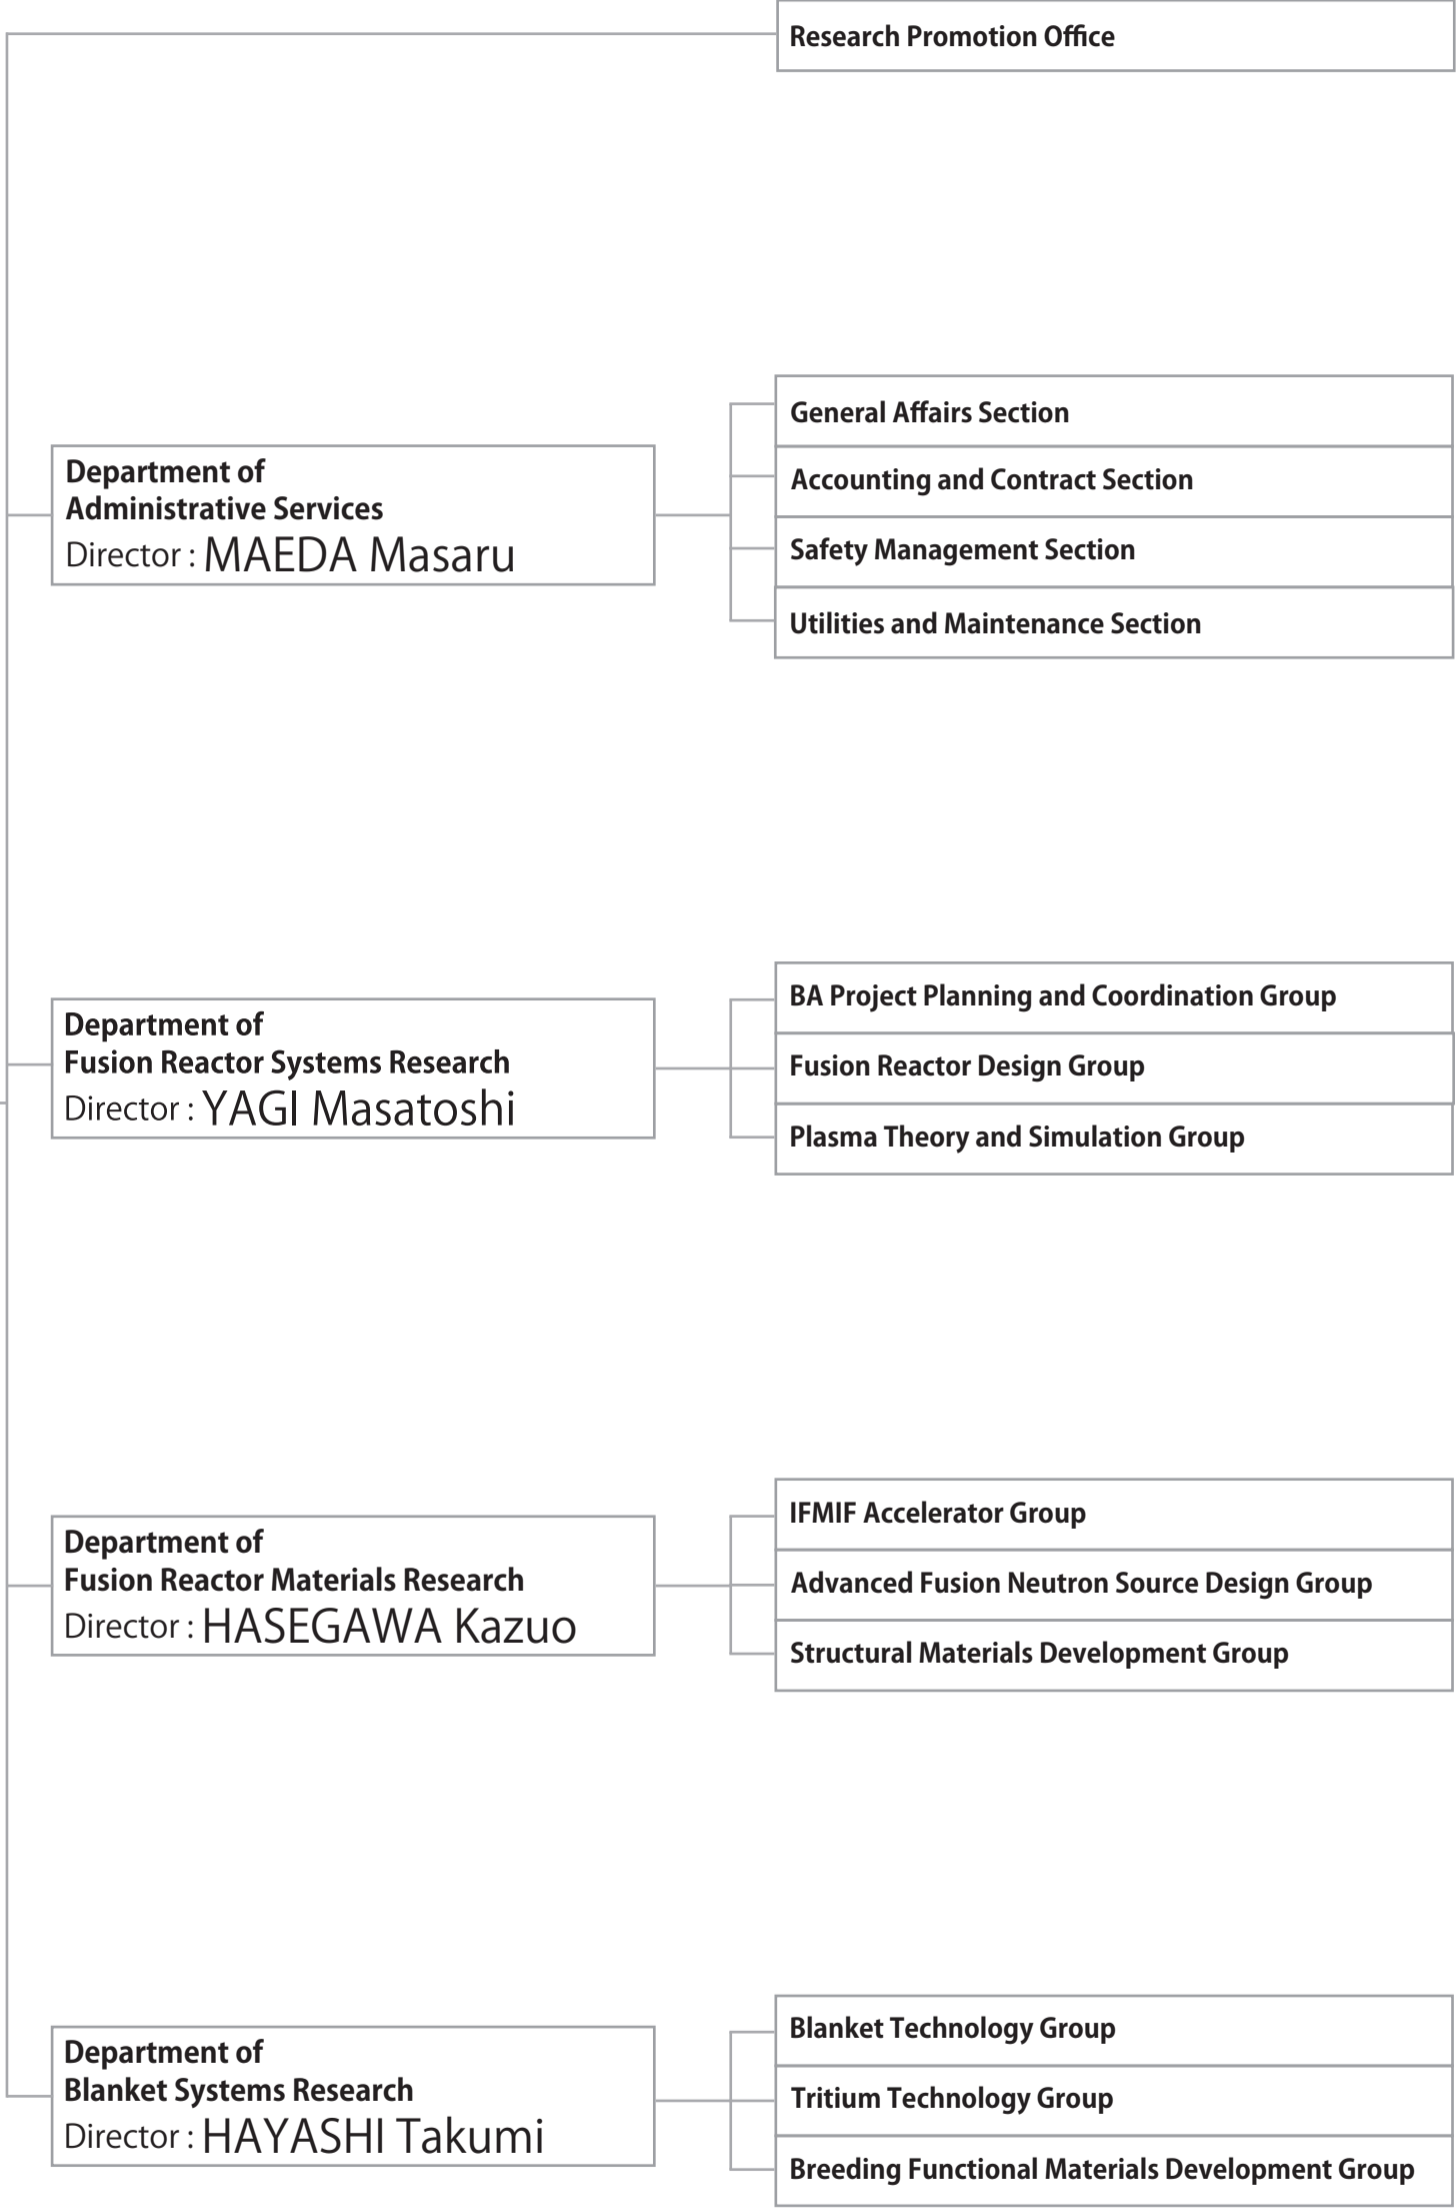 Research Promotion Office
Department of
Administrative Services
Director : MAEDA Masaru
General Affairs Section
Accounting and Contract Section
Safety Management Section
Utilities and Maintenance Section
Department of
Fusion Reactor Systems Research
Director : YAGI Masatoshi
BA Project Planning and Coordination Group
Fusion Reactor Design Group
Plasma Theory and Simulation Group
Department of
Fusion Reactor Materials Research
Director : HASEGAWA Kazuo
IFMIF Accelerator Group
Advanced Fusion Neutron Source Design Group
Structural Materials Development Group
Department of
Blanket Systems Research
Director : HAYASHI Takumi
Blanket Technology Group
Tritium Technology Group
Breeding Functional Materials Development Group